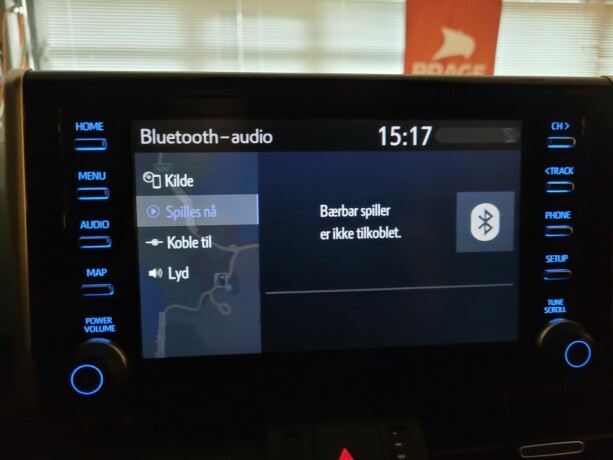 BRAGE
HOME
MENU
AUDIO
MAP
POWER
VOLUME
Bluetooth–audio 15:17
Kilde
Spilles nå
Koble til
Lyd
Bærbar spiller
er ikke tilkoblet.
CH >
<TRACK
PHONE
SETUP
TUNE
SCROLL